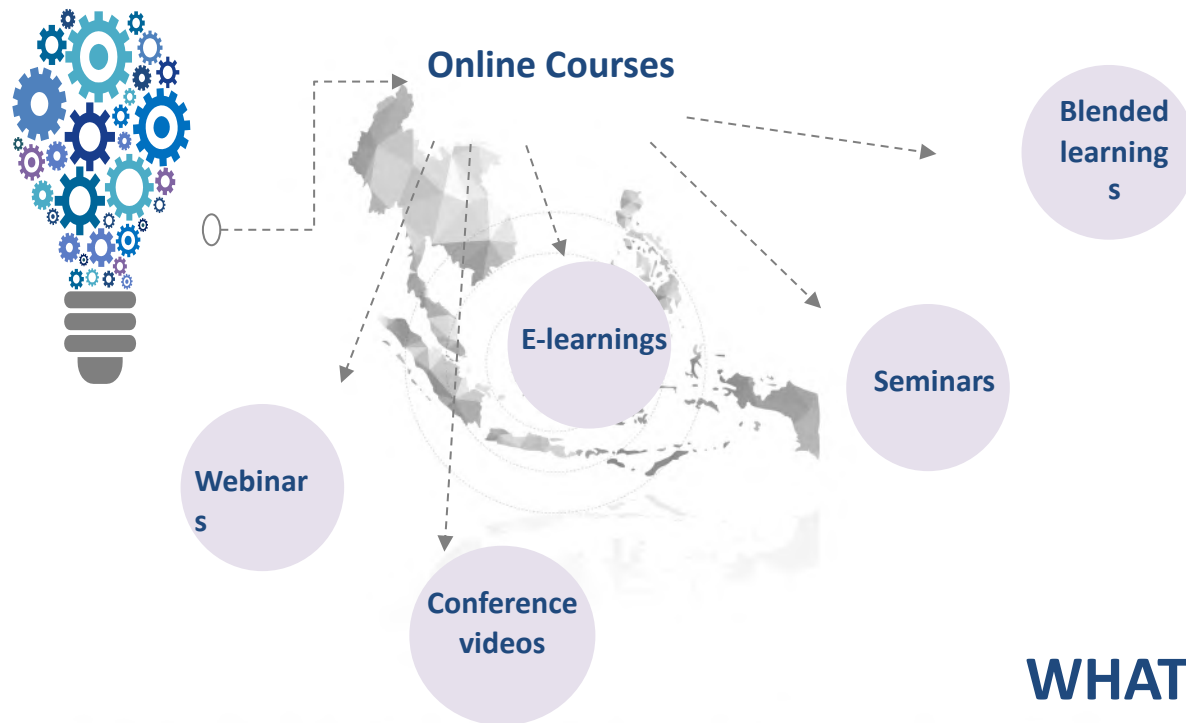 Online Courses
Blended
learning
s
E-learnings
Seminars
Webinar
s
Conference
videos
WHAT